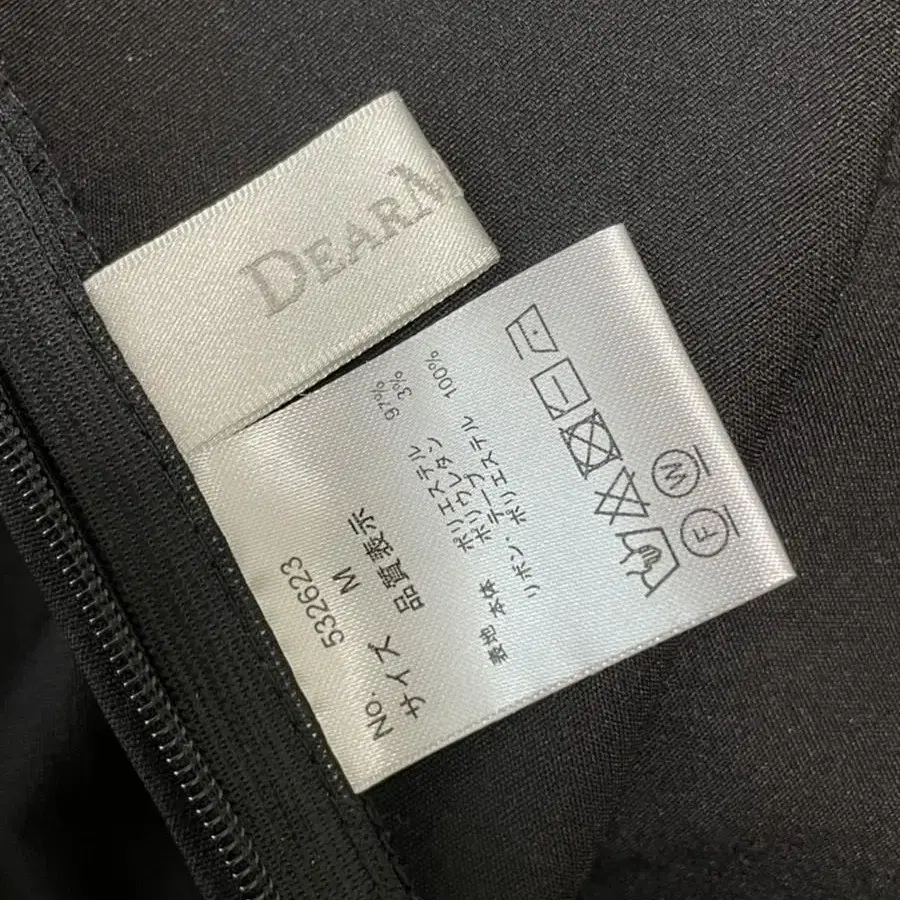 DEARM
No. 532623
サイズ M
品質表示
表地 本体 ポリエステル 97%
ポリウレタン 3%
リボン・テープ ポリエステル 100%
F W